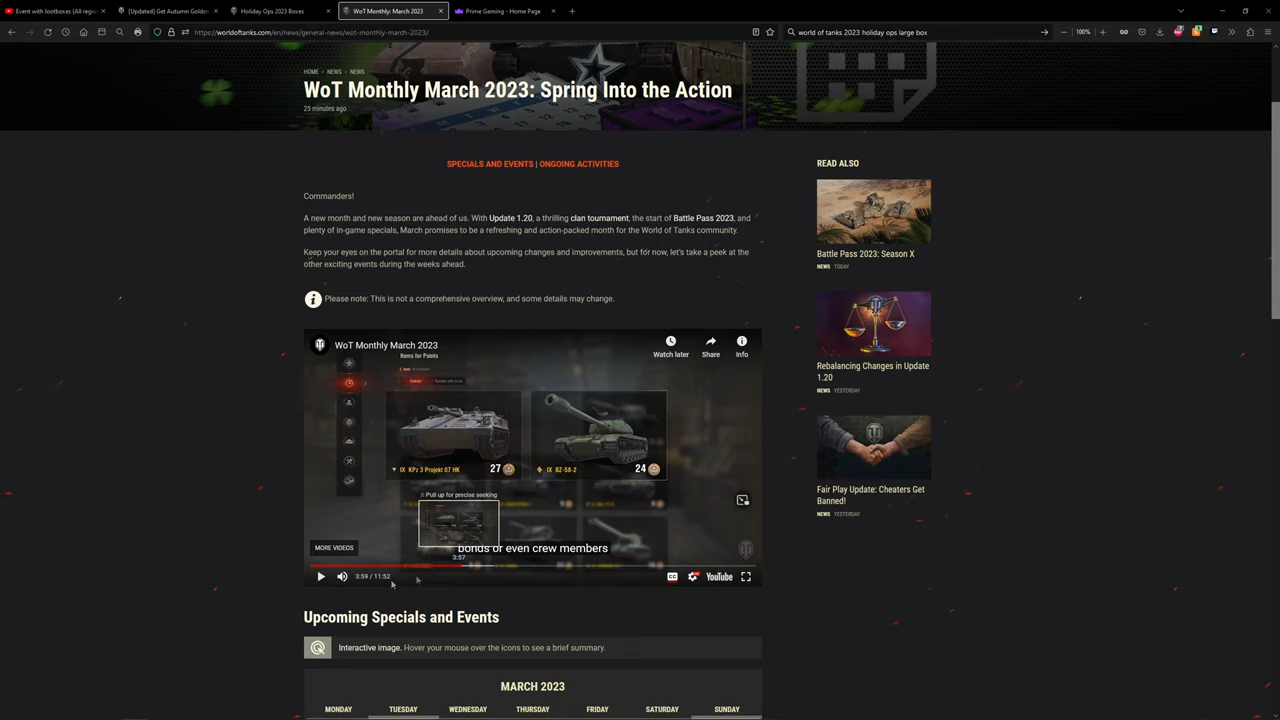 Event with lootboxes (All regio
[Updated] Get Autumn Golden
Holiday Ops 2023 Boxes
WoT Monthly: March 2023
Prime Gaming - Home Page
https://worldoftanks.com/en/news/general-news/wot-monthly-march-2023/
100%
world of tanks 2023 holiday ops large box
HOME NEWS NEWS
WoT Monthly March 2023: Spring Into the Action
25 minutes ago
SPECIALS AND EVENTS | ONGOING ACTIVITIES
Commanders!
A new month and new season are ahead of us. With Update 1.20, a thrilling clan tournament, the start of Battle Pass 2023, and
plenty of in-game specials, March promises to be a refreshing and action-packed month for the World of Tanks community.
Keep your eyes on the portal for more details about upcoming changes and improvements, but for now, let's take a peek at the
other exciting events during the weeks ahead.
Please note: This is not a comprehensive overview, and some details may change.
WoT Monthly March 2023
Items for Points
Watch later
Share
Info
IX KPz 3 Projekt 07 HK
27
IX BZ-58-2
24
Pull up for precise seeking
bonds or even crew members
3:57
MORE VIDEOS
3:59 / 11:52
CC
YouTube
Upcoming Specials and Events
Interactive image. Hover your mouse over the icons to see a brief summary.
MARCH 2023
MONDAY TUESDAY WEDNESDAY THURSDAY FRIDAY SATURDAY SUNDAY
READ ALSO
Battle Pass 2023: Season X
NEWS TODAY
Rebalancing Changes in Update
1.20
NEWS YESTERDAY
Fair Play Update: Cheaters Get
Banned!
NEWS YESTERDAY